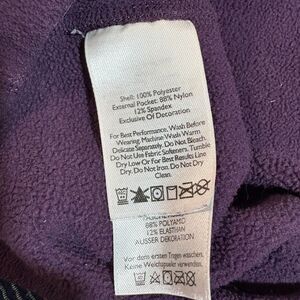 Shell: 100% Polyester
External Pocket: 88% Nylon
12% Spandex
Exclusive Of Decoration
For Best Performance, Wash Before
Wearing. Machine Wash Warm
Delicate Separately. Do Not Bleach.
Do Not Use Fabric Softeners. Tumble
Dry Low Or For Best Results Line
Dry. Do Not Iron. Do Not Dry
Clean.
88% POLYAMID
12% ELASTHAN
AUSSER DEKORATION
Vor dem ersten Tragen waschen.
Keine Weichspueler verwenden.